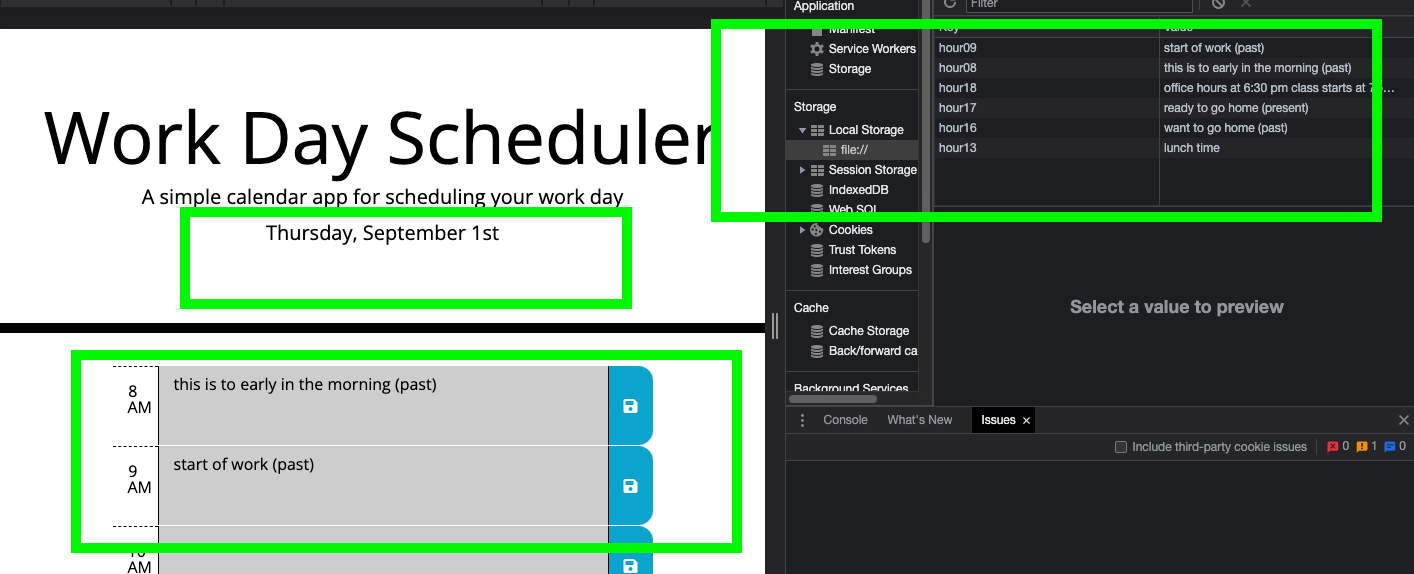 Work Day Scheduler
A simple calendar app for scheduling your work day
Thursday, September 1st
8
AM
this is to early in the morning (past)
9
AM
start of work (past)
10
AM
Application
Manifest
Service Workers
Storage
Storage
Local Storage
file://
Session Storage
IndexedDB
Web SQL
Cookies
Trust Tokens
Interest Groups
Cache
Cache Storage
Back/forward ca
Background Services
Filter
Key Value
hour09 start of work (past)
hour08 this is to early in the morning (past)
hour18 office hours at 6:30 pm class starts at
hour17 ready to go home (present)
hour16 want to go home (past)
hour13 lunch time
Select a value to preview
Console What's New Issues
Include third-party cookie issues 0 1 0